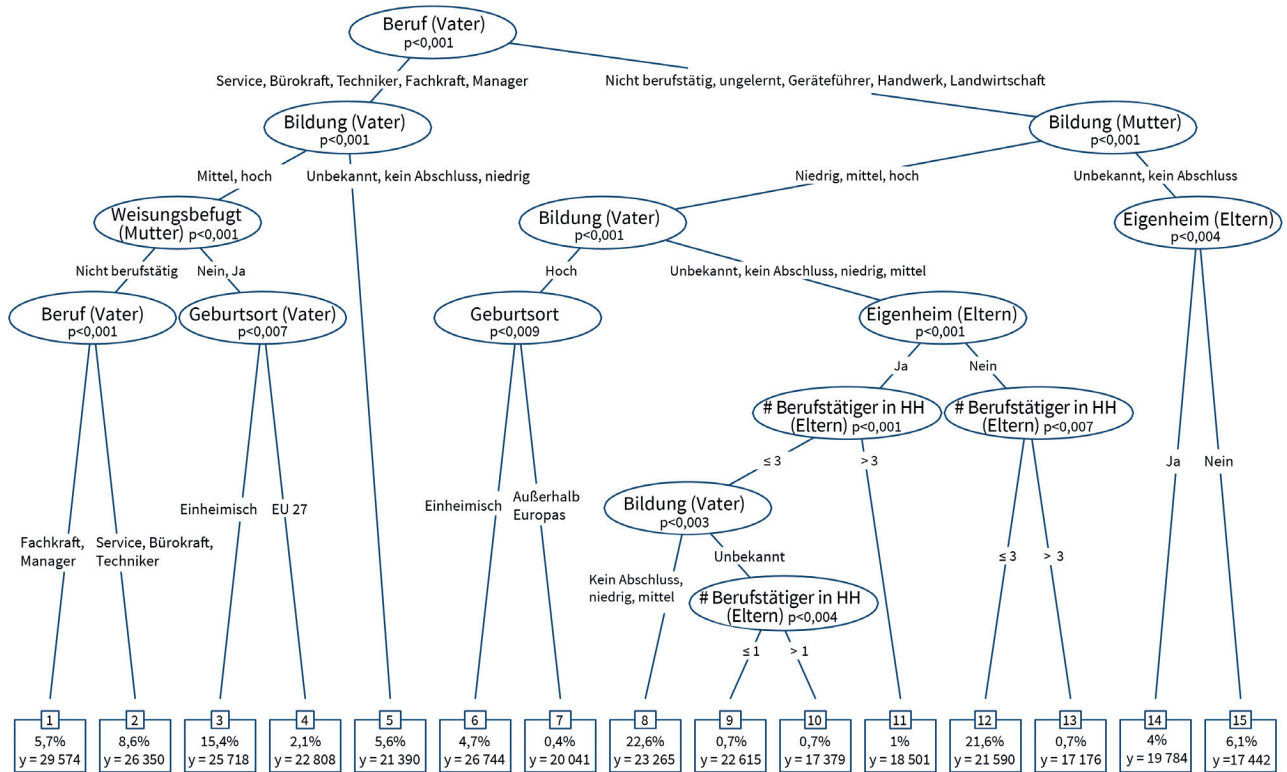 Beruf (Vater)
p<0,001
Service, Bürokraft, Techniker, Fachkraft, Manager
Nicht berufstätig, ungelernt, Geräteführer, Handwerk, Landwirtschaft
Bildung (Vater)
p<0,001
Bildung (Mutter)
p<0,001
Mittel, hoch
Unbekannt, kein Abschluss, niedrig
Niedrig, mittel, hoch
Unbekannt, kein Abschluss
Weisungsbefugt
(Mutter) p<0,001
Bildung (Vater)
p<0,001
Eigenheim (Eltern)
p<0,004
Nicht berufstätig
Nein, Ja
Hoch
Unbekannt, kein Abschluss, niedrig, mittel
Beruf (Vater)
p<0,001
Geburtsort (Vater)
p<0,007
Geburtsort
p<0,009
Eigenheim (Eltern)
p<0,001
Ja
Nein
# Berufstätiger in HH
(Eltern) p<0,001
# Berufstätiger in HH
(Eltern) p<0,007
≤ 3
> 3
Ja
Nein
Bildung (Vater)
p<0,003
Einheimisch
EU 27
Einheimisch
Außerhalb
Europas
Fachkraft,
Manager
Service, Bürokraft,
Techniker
Unbekannt
≤ 3
> 3
Kein Abschluss,
niedrig, mittel
# Berufstätiger in HH
(Eltern) p<0,004
≤ 1
> 1
1
5,7%
y = 29 574
2
8,6%
y = 26 350
3
15,4%
y = 25 718
4
2,1%
y = 22 808
5
5,6%
y = 21 390
6
4,7%
y = 26 744
7
0,4%
y = 20 041
8
22,6%
y = 23 265
9
0,7%
y = 22 615
10
0,7%
y = 17 379
11
1%
y = 18 501
12
21,6%
y = 21 590
13
0,7%
y = 17 176
14
4%
y = 19 784
15
6,1%
y =17 442